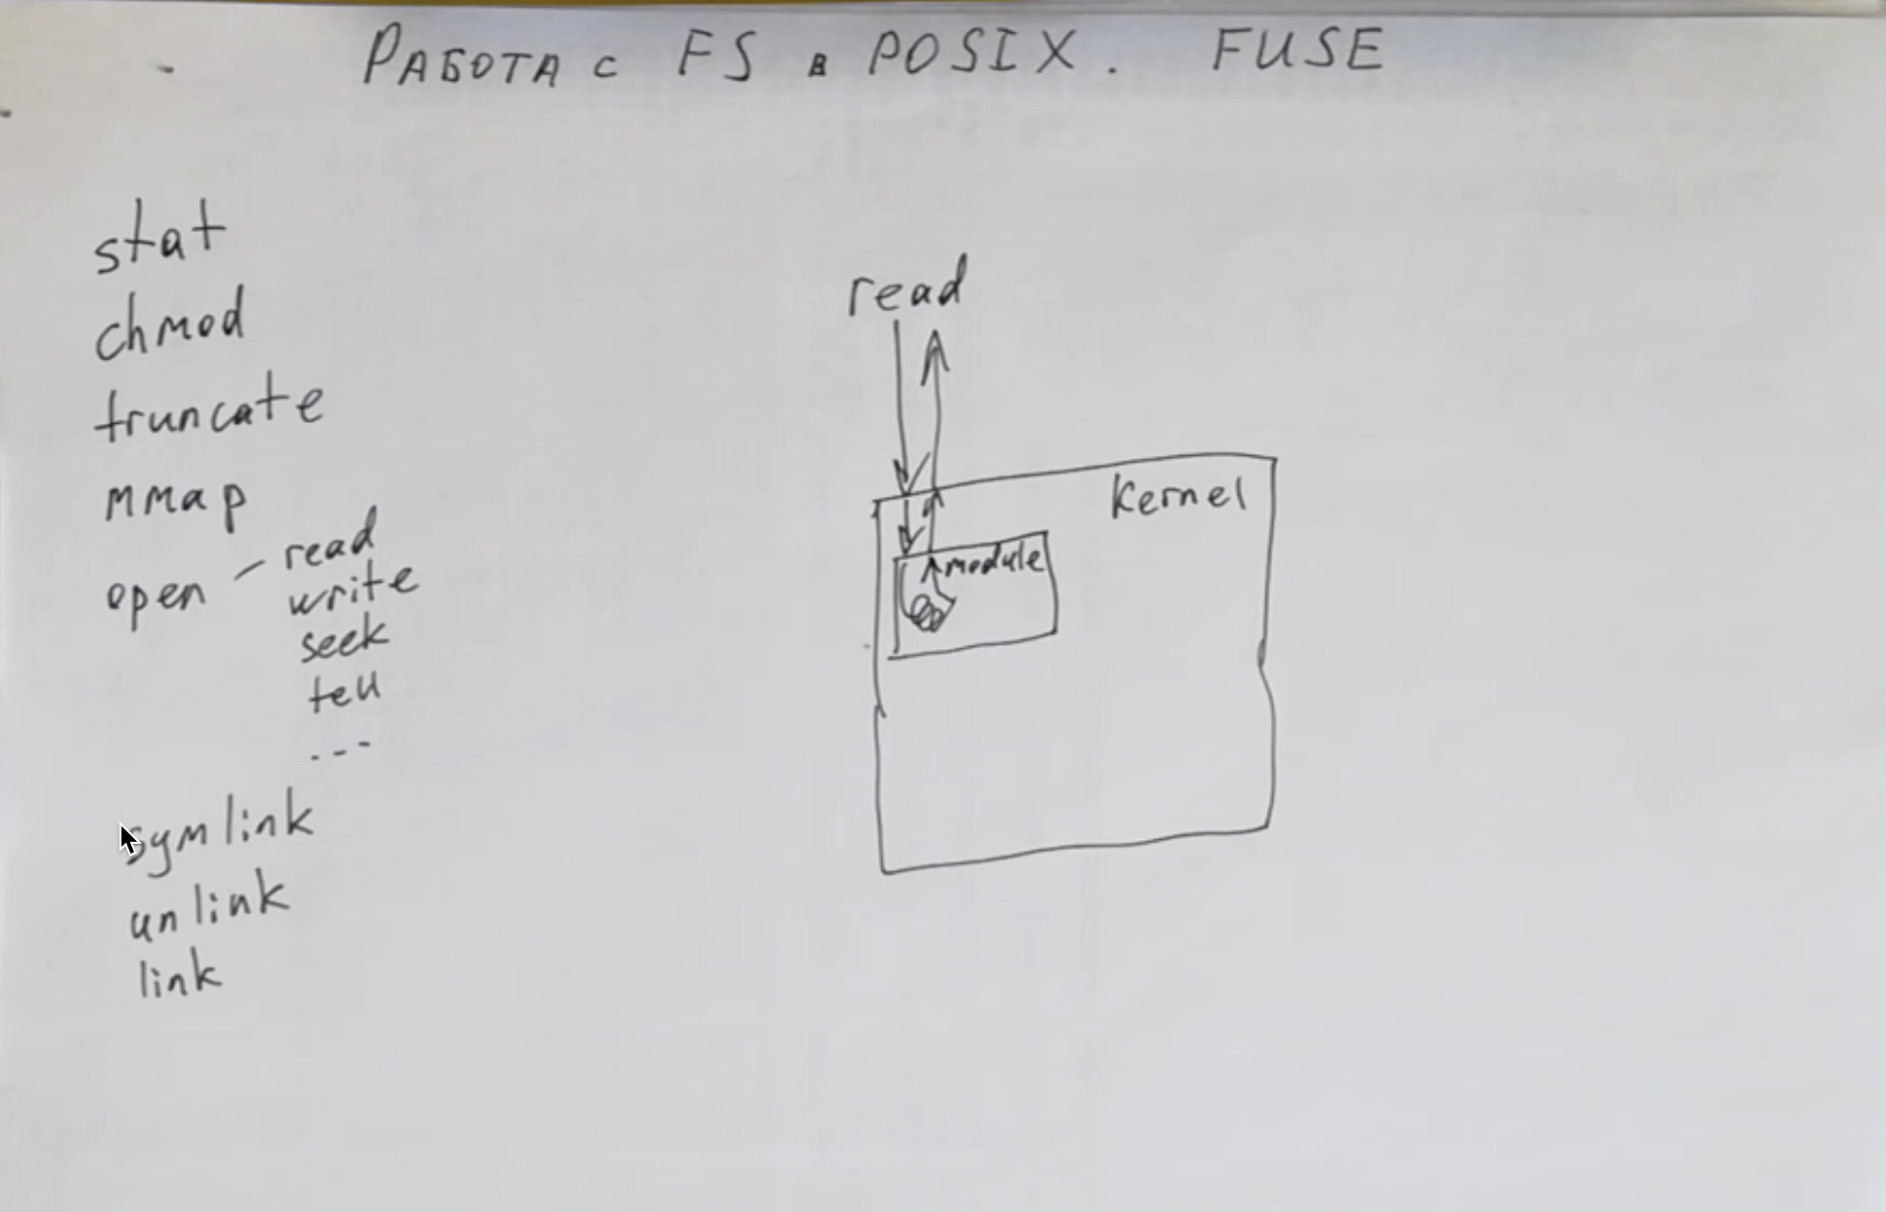 РАБОТА с FS в POSIX. FUSE
stat
chmod
truncate
mmap
open - read
write
seek
tell
...
symlink
unlink
link
read
Kernel
module